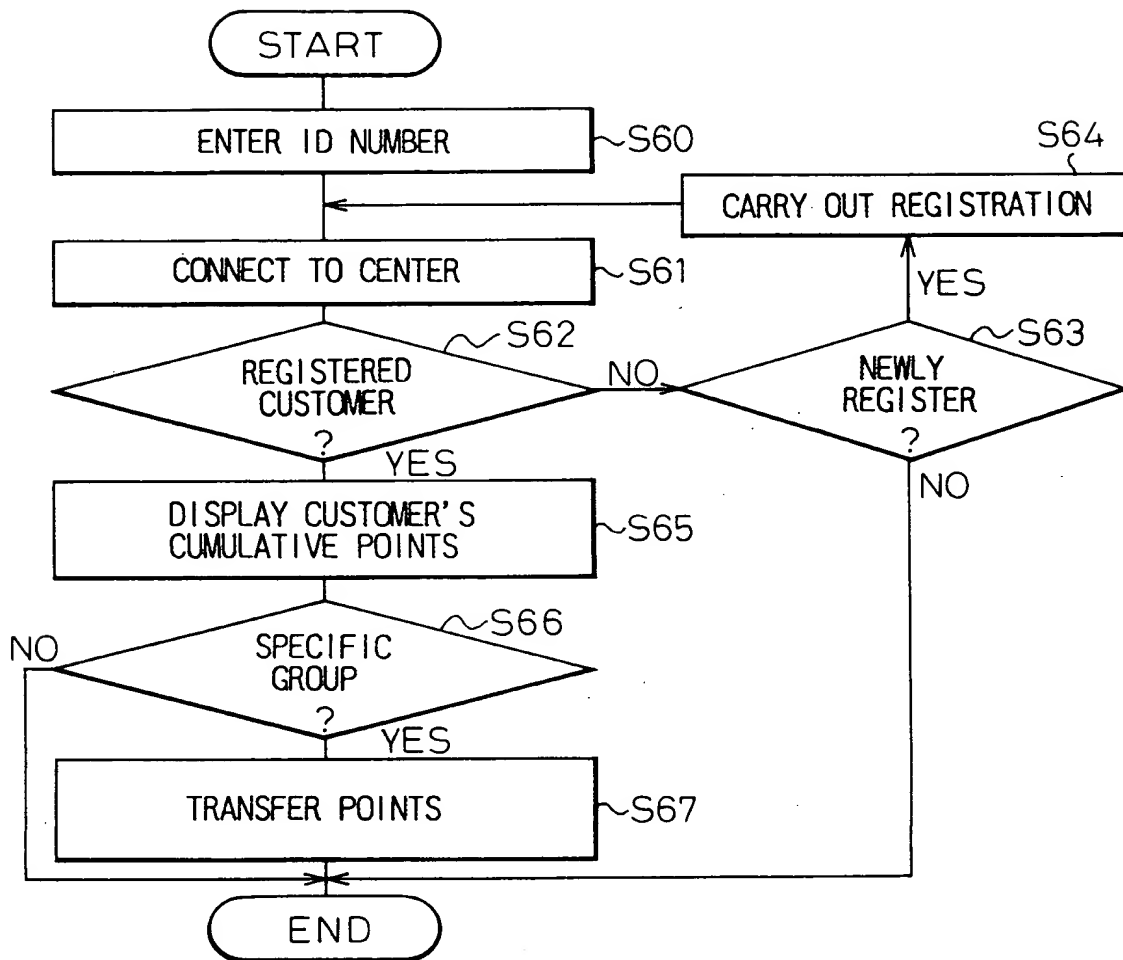 START
ENTER ID NUMBER
S60
S64
CARRY OUT REGISTRATION
CONNECT TO CENTER
S61
YES
S62
S63
REGISTERED
CUSTOMER
?
NO
NEWLY
REGISTER
?
YES
NO
DISPLAY CUSTOMER'S
CUMULATIVE POINTS
S65
S66
NO
SPECIFIC
GROUP
?
YES
TRANSFER POINTS
S67
END